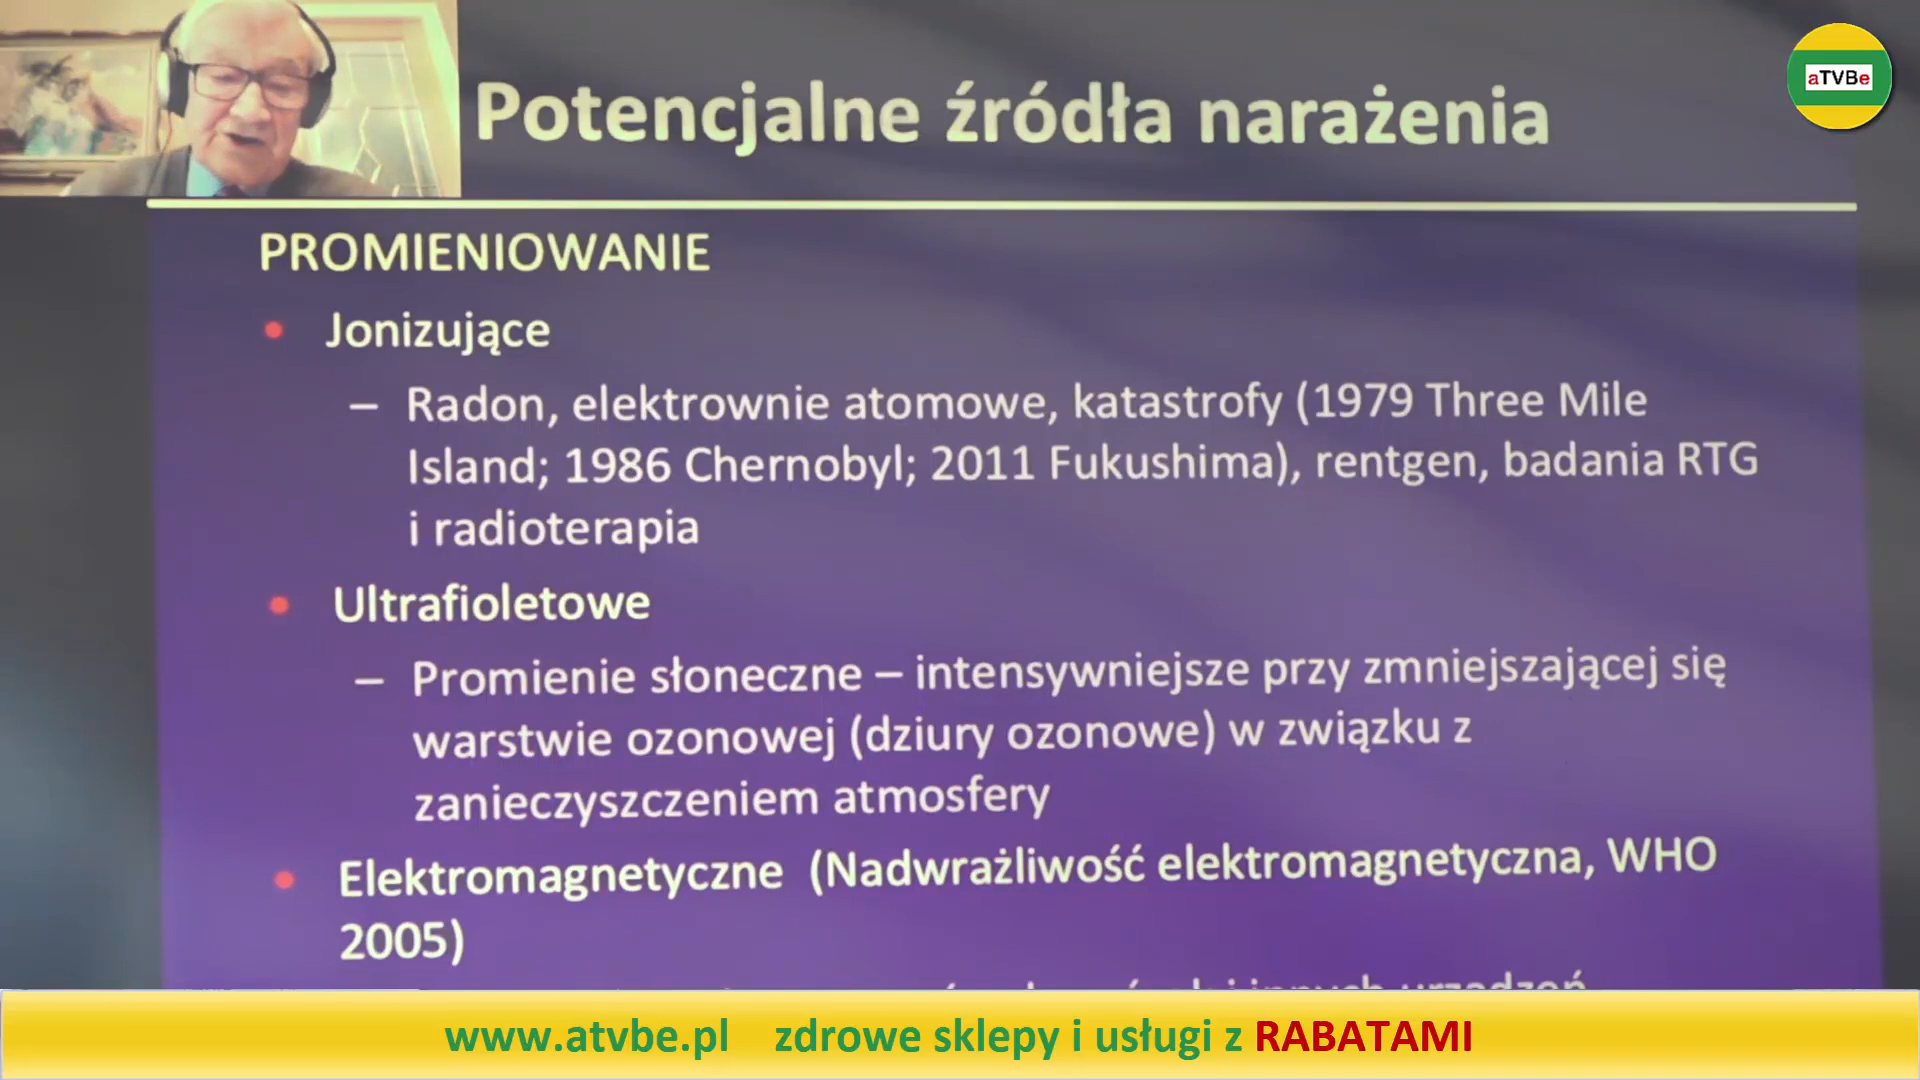 aTVBe
Potencjalne źródła narażenia
PROMIENIOWANIE
• Jonizujące
– Radon, elektrownie atomowe, katastrofy (1979 Three Mile
Island; 1986 Chernobyl; 2011 Fukushima), rentgen, badania RTG
i radioterapia
• Ultrafioletowe
– Promienie słoneczne – intensywniejsze przy zmniejszającej się
warstwie ozonowej (dziury ozonowe) w związku z
zanieczyszczeniem atmosfery
• Elektromagnetyczne (Nadwrażliwość elektromagnetyczna, WHO
2005)
i innych urządzeń
www.atvbe.pl zdrowe sklepy i usługi z RABATAMI